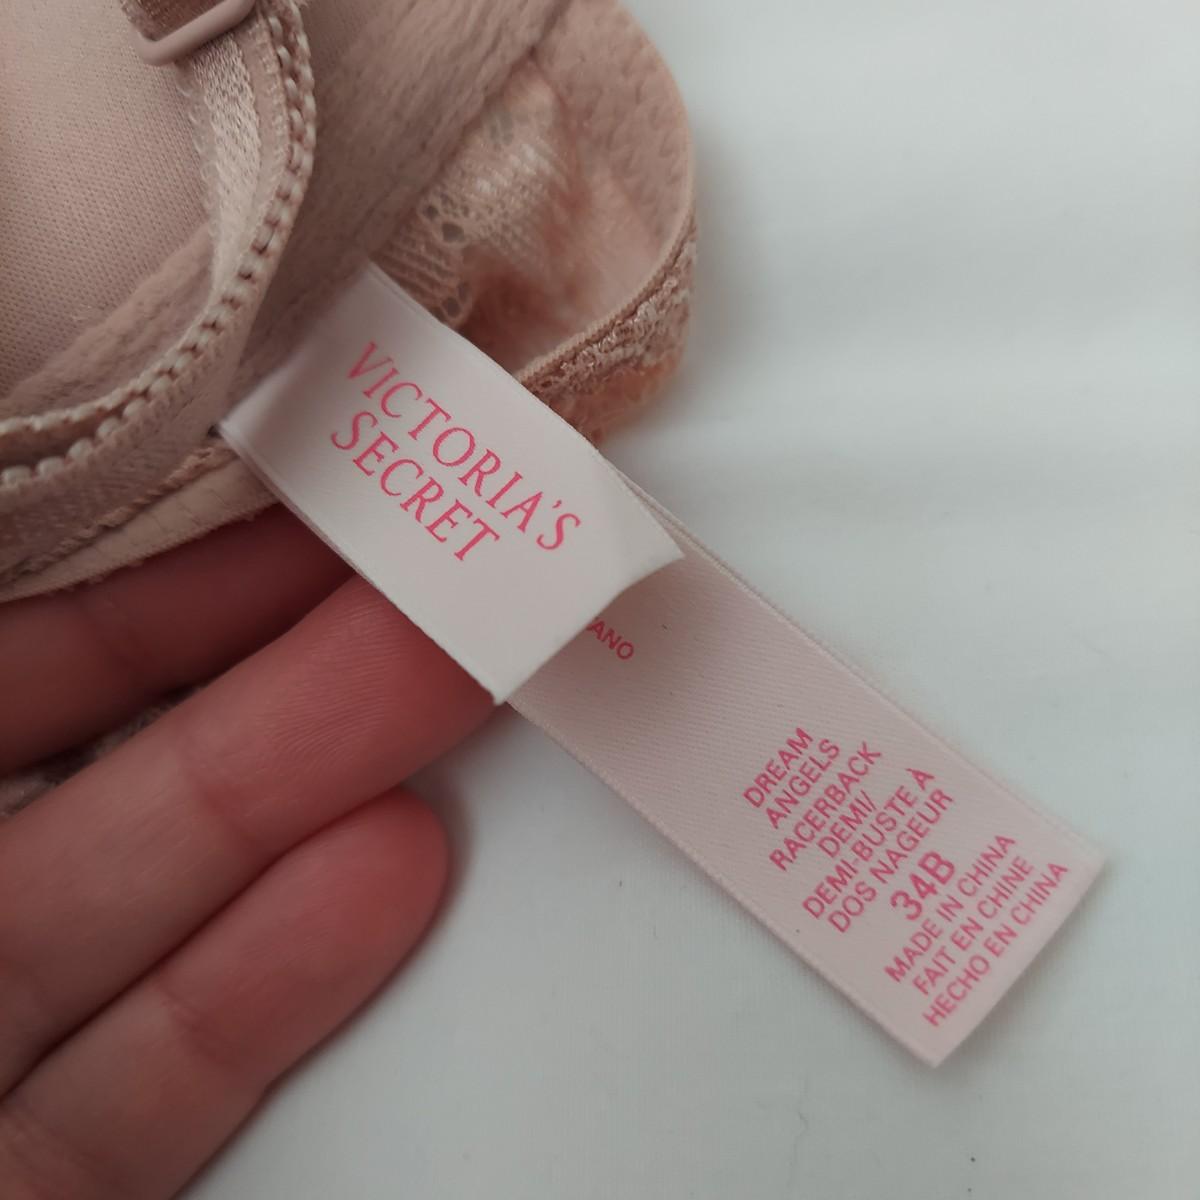 VICTORIA'S
SECRET
DREAM
ANGELS
RACERBACK
DEMI/
DEMI-BUSTE À
DOS NAGEUR
34B
MADE IN CHINA
FAIT EN CHINE
HECHO EN CHINA